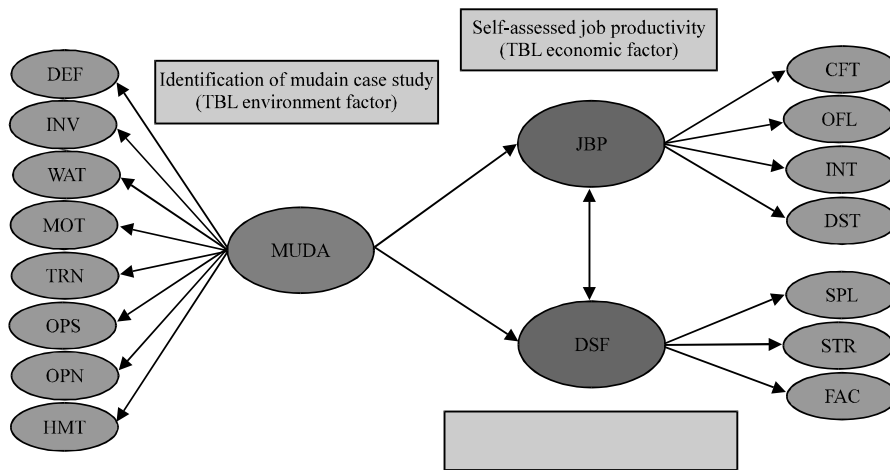 Self-assessed job productivity
(TBL economic factor)
Identification of mudain case study
(TBL environment factor)
DEF
INV
WAT
MOT
TRN
OPS
OPN
HMT
MUDA
JBP
DSF
CFT
OFL
INT
DST
SPL
STR
FAC